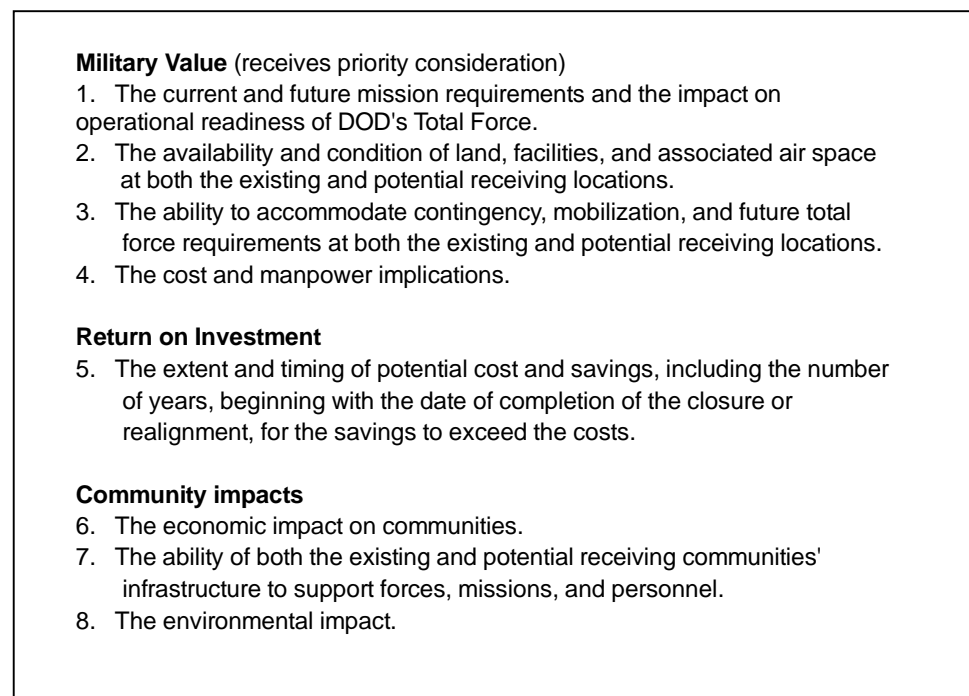 Military Value (receives priority consideration)
1. The current and future mission requirements and the impact on
operational readiness of DOD's Total Force.
2. The availability and condition of land, facilities, and associated air space
at both the existing and potential receiving locations.
3. The ability to accommodate contingency, mobilization, and future total
force requirements at both the existing and potential receiving locations.
4. The cost and manpower implications.
Return on Investment
5. The extent and timing of potential cost and savings, including the number
of years, beginning with the date of completion of the closure or
realignment, for the savings to exceed the costs.
Community impacts
6. The economic impact on communities.
7. The ability of both the existing and potential receiving communities'
infrastructure to support forces, missions, and personnel.
8. The environmental impact.